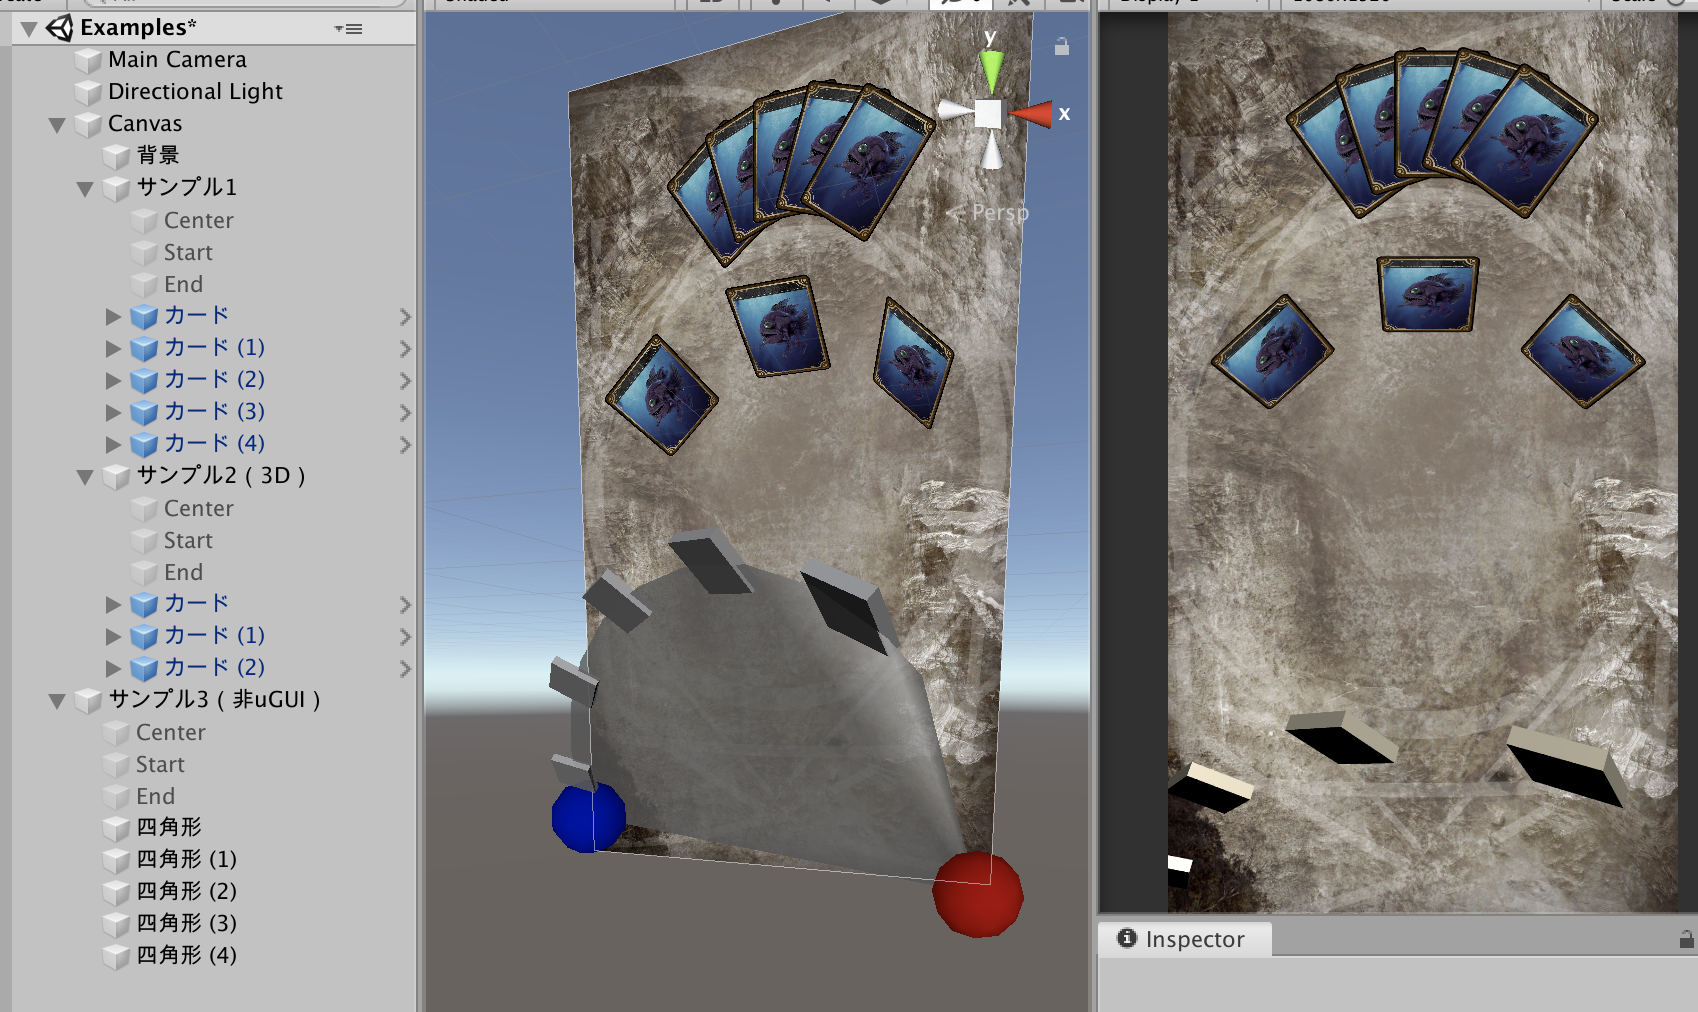 Examples*
Main Camera
Directional Light
Canvas
背景
サンプル1
Center
Start
End
カード
カード (1)
カード (2)
カード (3)
カード (4)
サンプル2 ( 3D )
Center
Start
End
カード
カード (1)
カード (2)
サンプル3 ( 非uGUI )
Center
Start
End
四角形
四角形 (1)
四角形 (2)
四角形 (3)
四角形 (4)
y
x
Persp
Inspector